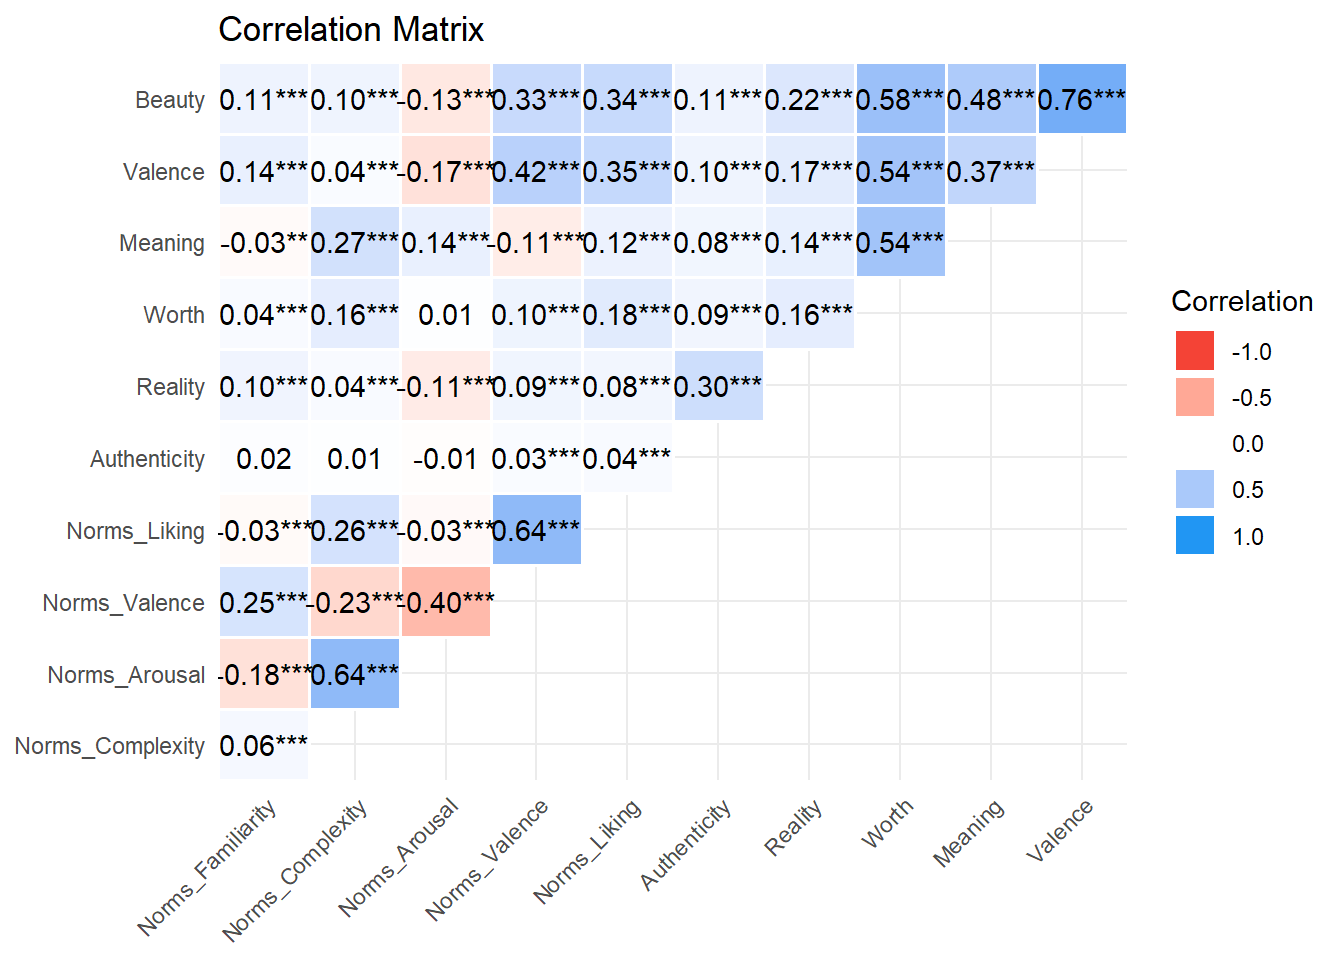 Correlation Matrix
Beauty 0.11*** 0.10*** -0.13*** 0.33*** 0.34*** 0.11*** 0.22*** 0.58*** 0.48*** 0.76***
Valence 0.14*** 0.04*** -0.17*** 0.42*** 0.35*** 0.10*** 0.17*** 0.54*** 0.37***
Meaning -0.03** 0.27*** 0.14*** -0.11*** 0.12*** 0.08*** 0.14*** 0.54***
Worth 0.04*** 0.16*** 0.01 0.10*** 0.18*** 0.09*** 0.16***
Reality 0.10*** 0.04*** -0.11*** 0.09*** 0.08*** 0.30***
Authenticity 0.02 0.01 -0.01 0.03*** 0.04***
Norms_Liking -0.03*** 0.26*** -0.03*** 0.64***
Norms_Valence 0.25*** -0.23*** -0.40***
Norms_Arousal -0.18*** 0.64***
Norms_Complexity 0.06***
Norms_Familiarity
Norms_Complexity
Norms_Arousal
Norms_Valence
Norms_Liking
Authenticity
Reality
Worth
Meaning
Valence
Correlation
-1.0
-0.5
0.0
0.5
1.0